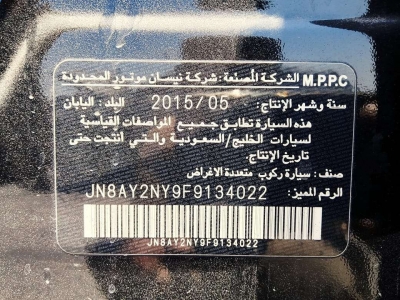 M.P.P.C الشركة المصنعة: شركة نيسان موتور المحدودة
سنة وشهر الإنتاج: 2015/05 البلد: اليابان
هذه السيارة تطابق جميع المواصفات القياسية
لسيارات الخليج/السعودية والتي انتجت حتى
تاريخ الإنتاج.
صنف: سيارة ركوب متعددة الاغراض
الرقم المميز: JN8AY2NY9F9134022
JN8AY2NY9F9134022